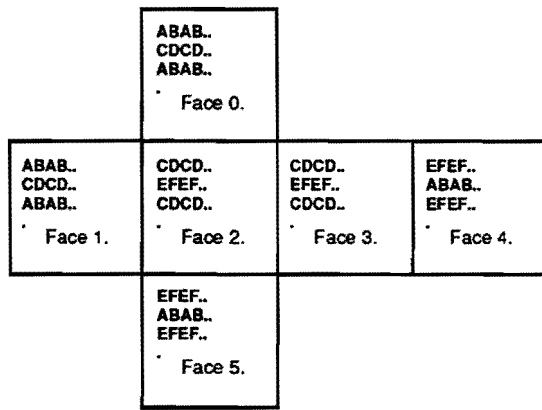 ABAB..
CDCD..
ABAB..
. Face 0.
ABAB..
CDCD..
ABAB..
. Face 1.
CDCD..
EFEF..
CDCD..
. Face 2.
CDCD..
EFEF..
CDCD..
. Face 3.
EFEF..
ABAB..
EFEF..
. Face 4.
EFEF..
ABAB..
EFEF..
. Face 5.